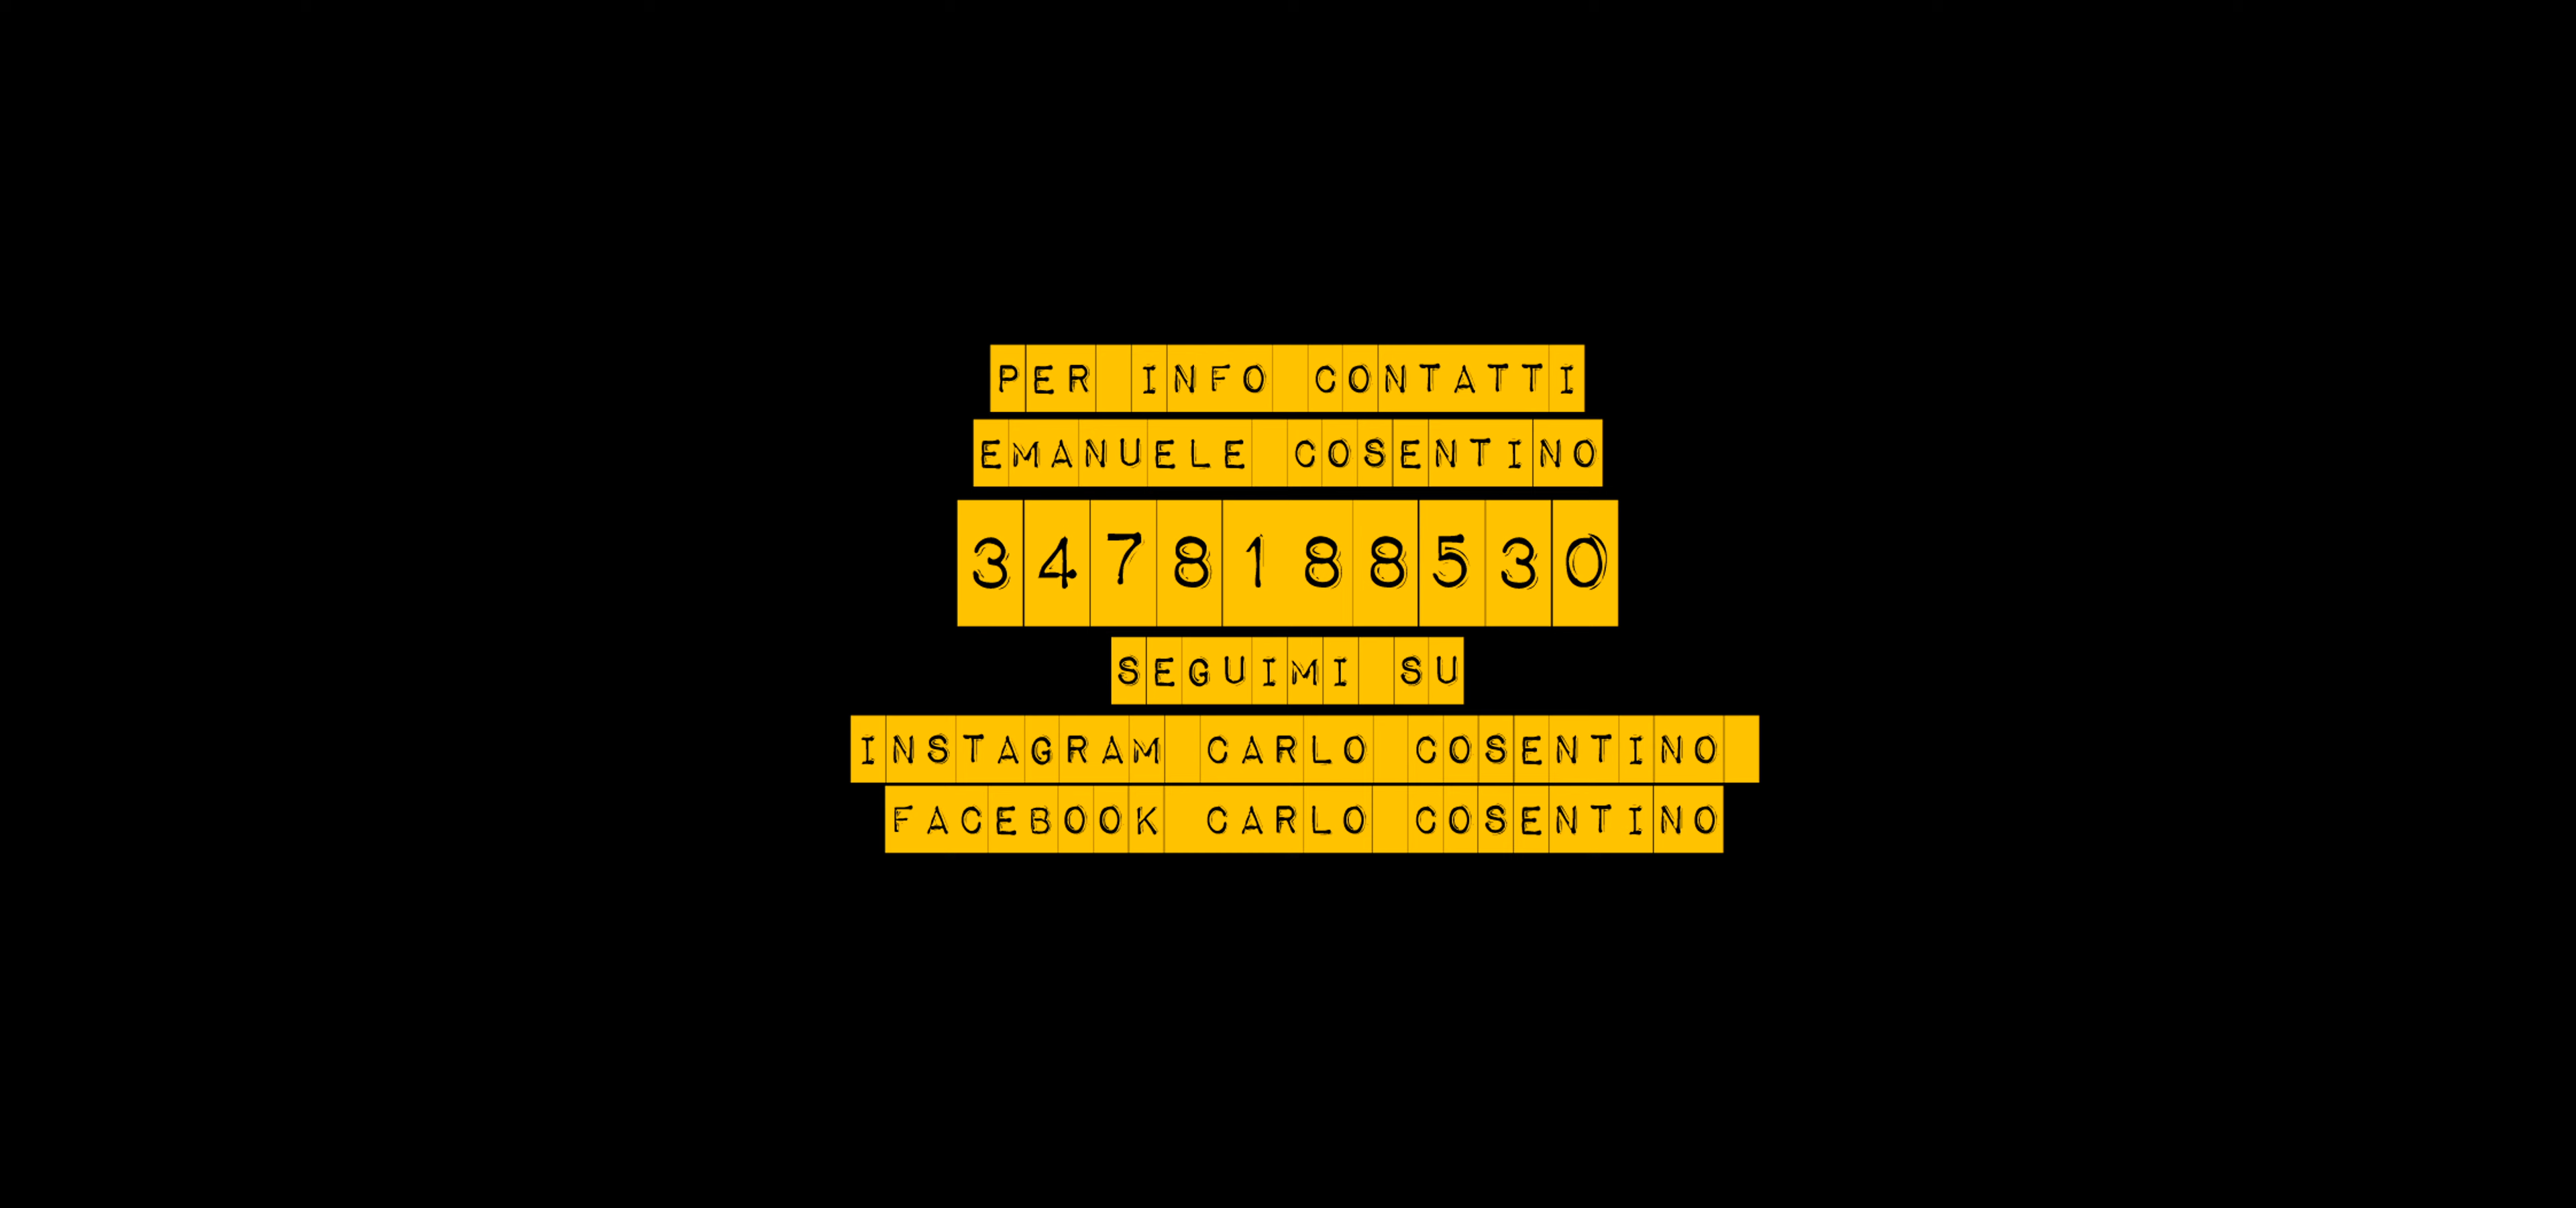 PER INFO CONTATTI
EMANUELE COSENTINO
3478188530
SEGUIMI SU
INSTAGRAM CARLO COSENTINO
FACEBOOK CARLO COSENTINO